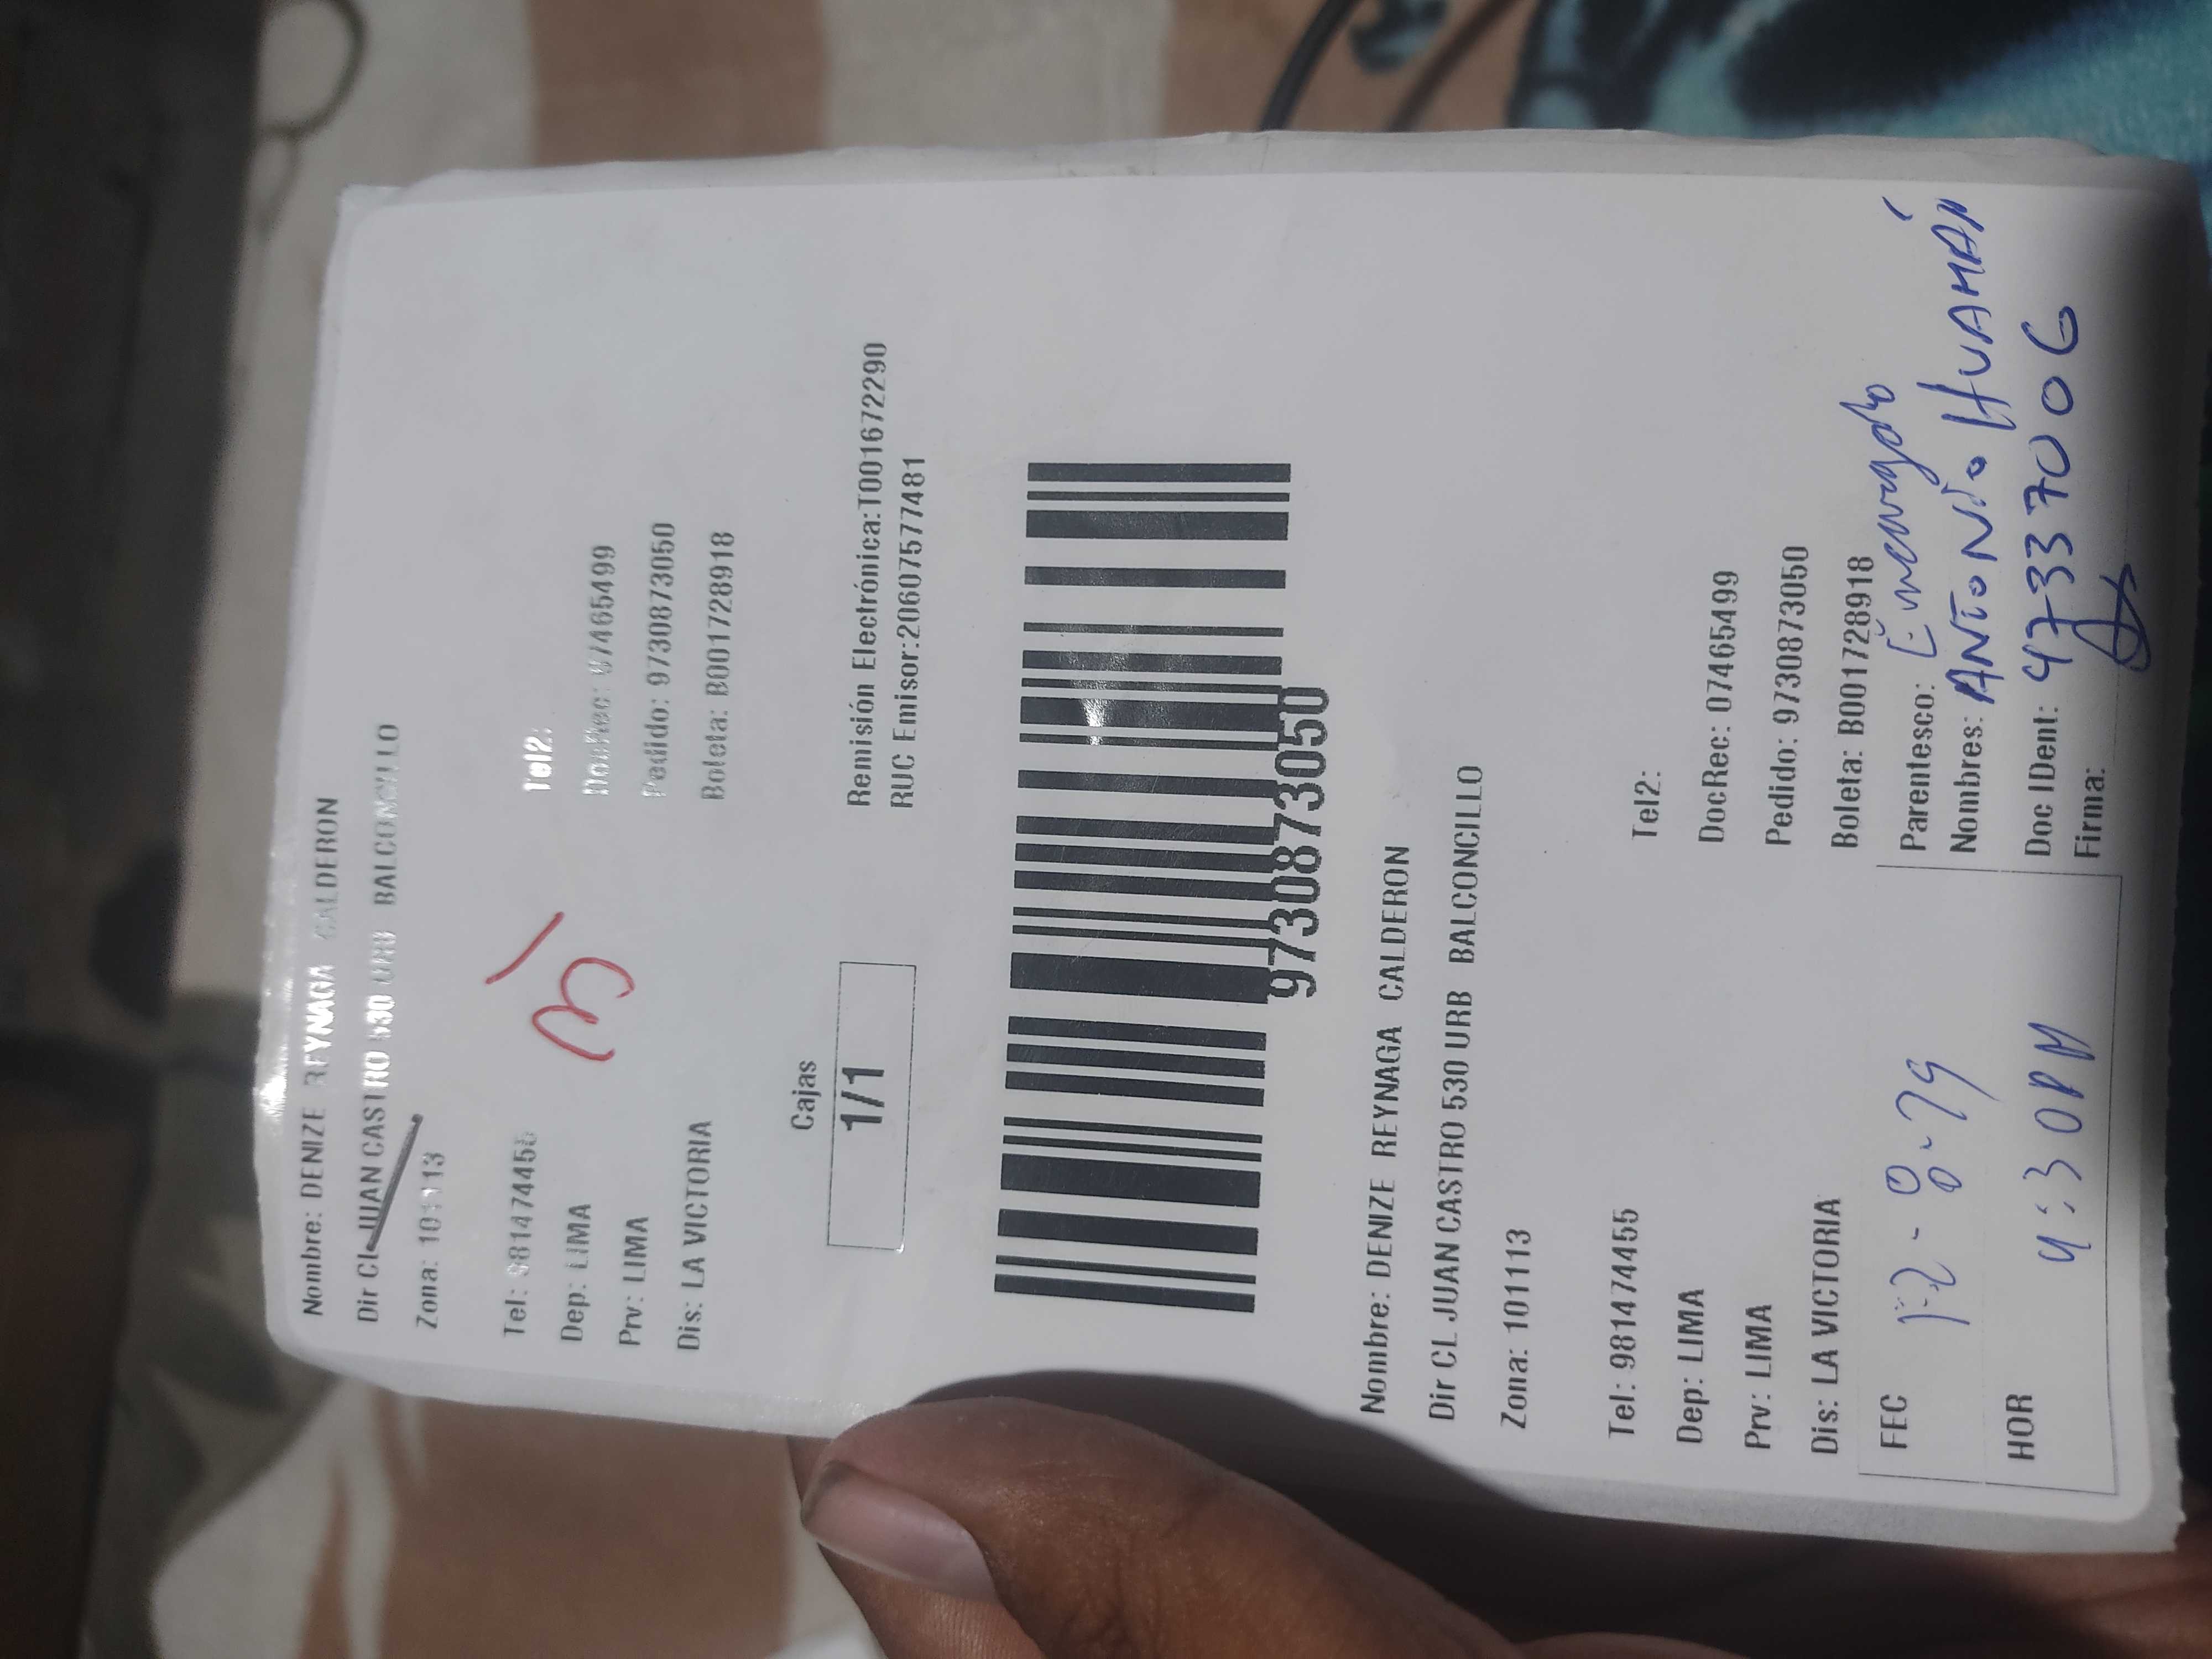 Nombre: DENIZE REYNAGA CALDERON
Dir CL JUAN CASTRO 530 URB BALCONCILLO
Zona: 101113
Tel: 981474455 Tel2:
Dep: LIMA DocRec: 07465499
Prv: LIMA Pedido: 97308873050
Dis: LA VICTORIA Boleta: B001728918
Cajas
1/1
Remisión Electrónica:T001672290
RUC Emisor:20607577481
97308873050
Nombre: DENIZE REYNAGA CALDERON
Dir CL JUAN CASTRO 530 URB BALCONCILLO
Zona: 101113
Tel: 981474455 Tel2:
Dep: LIMA DocRec: 07465499
Prv: LIMA Pedido: 97308873050
Dis: LA VICTORIA Boleta: B001728918
FEC
HOR 4:30PM
Parentesco: Encargado
Nombres: ANTONIO HUAMÁN
Doc IDent: 47337006
Firma: